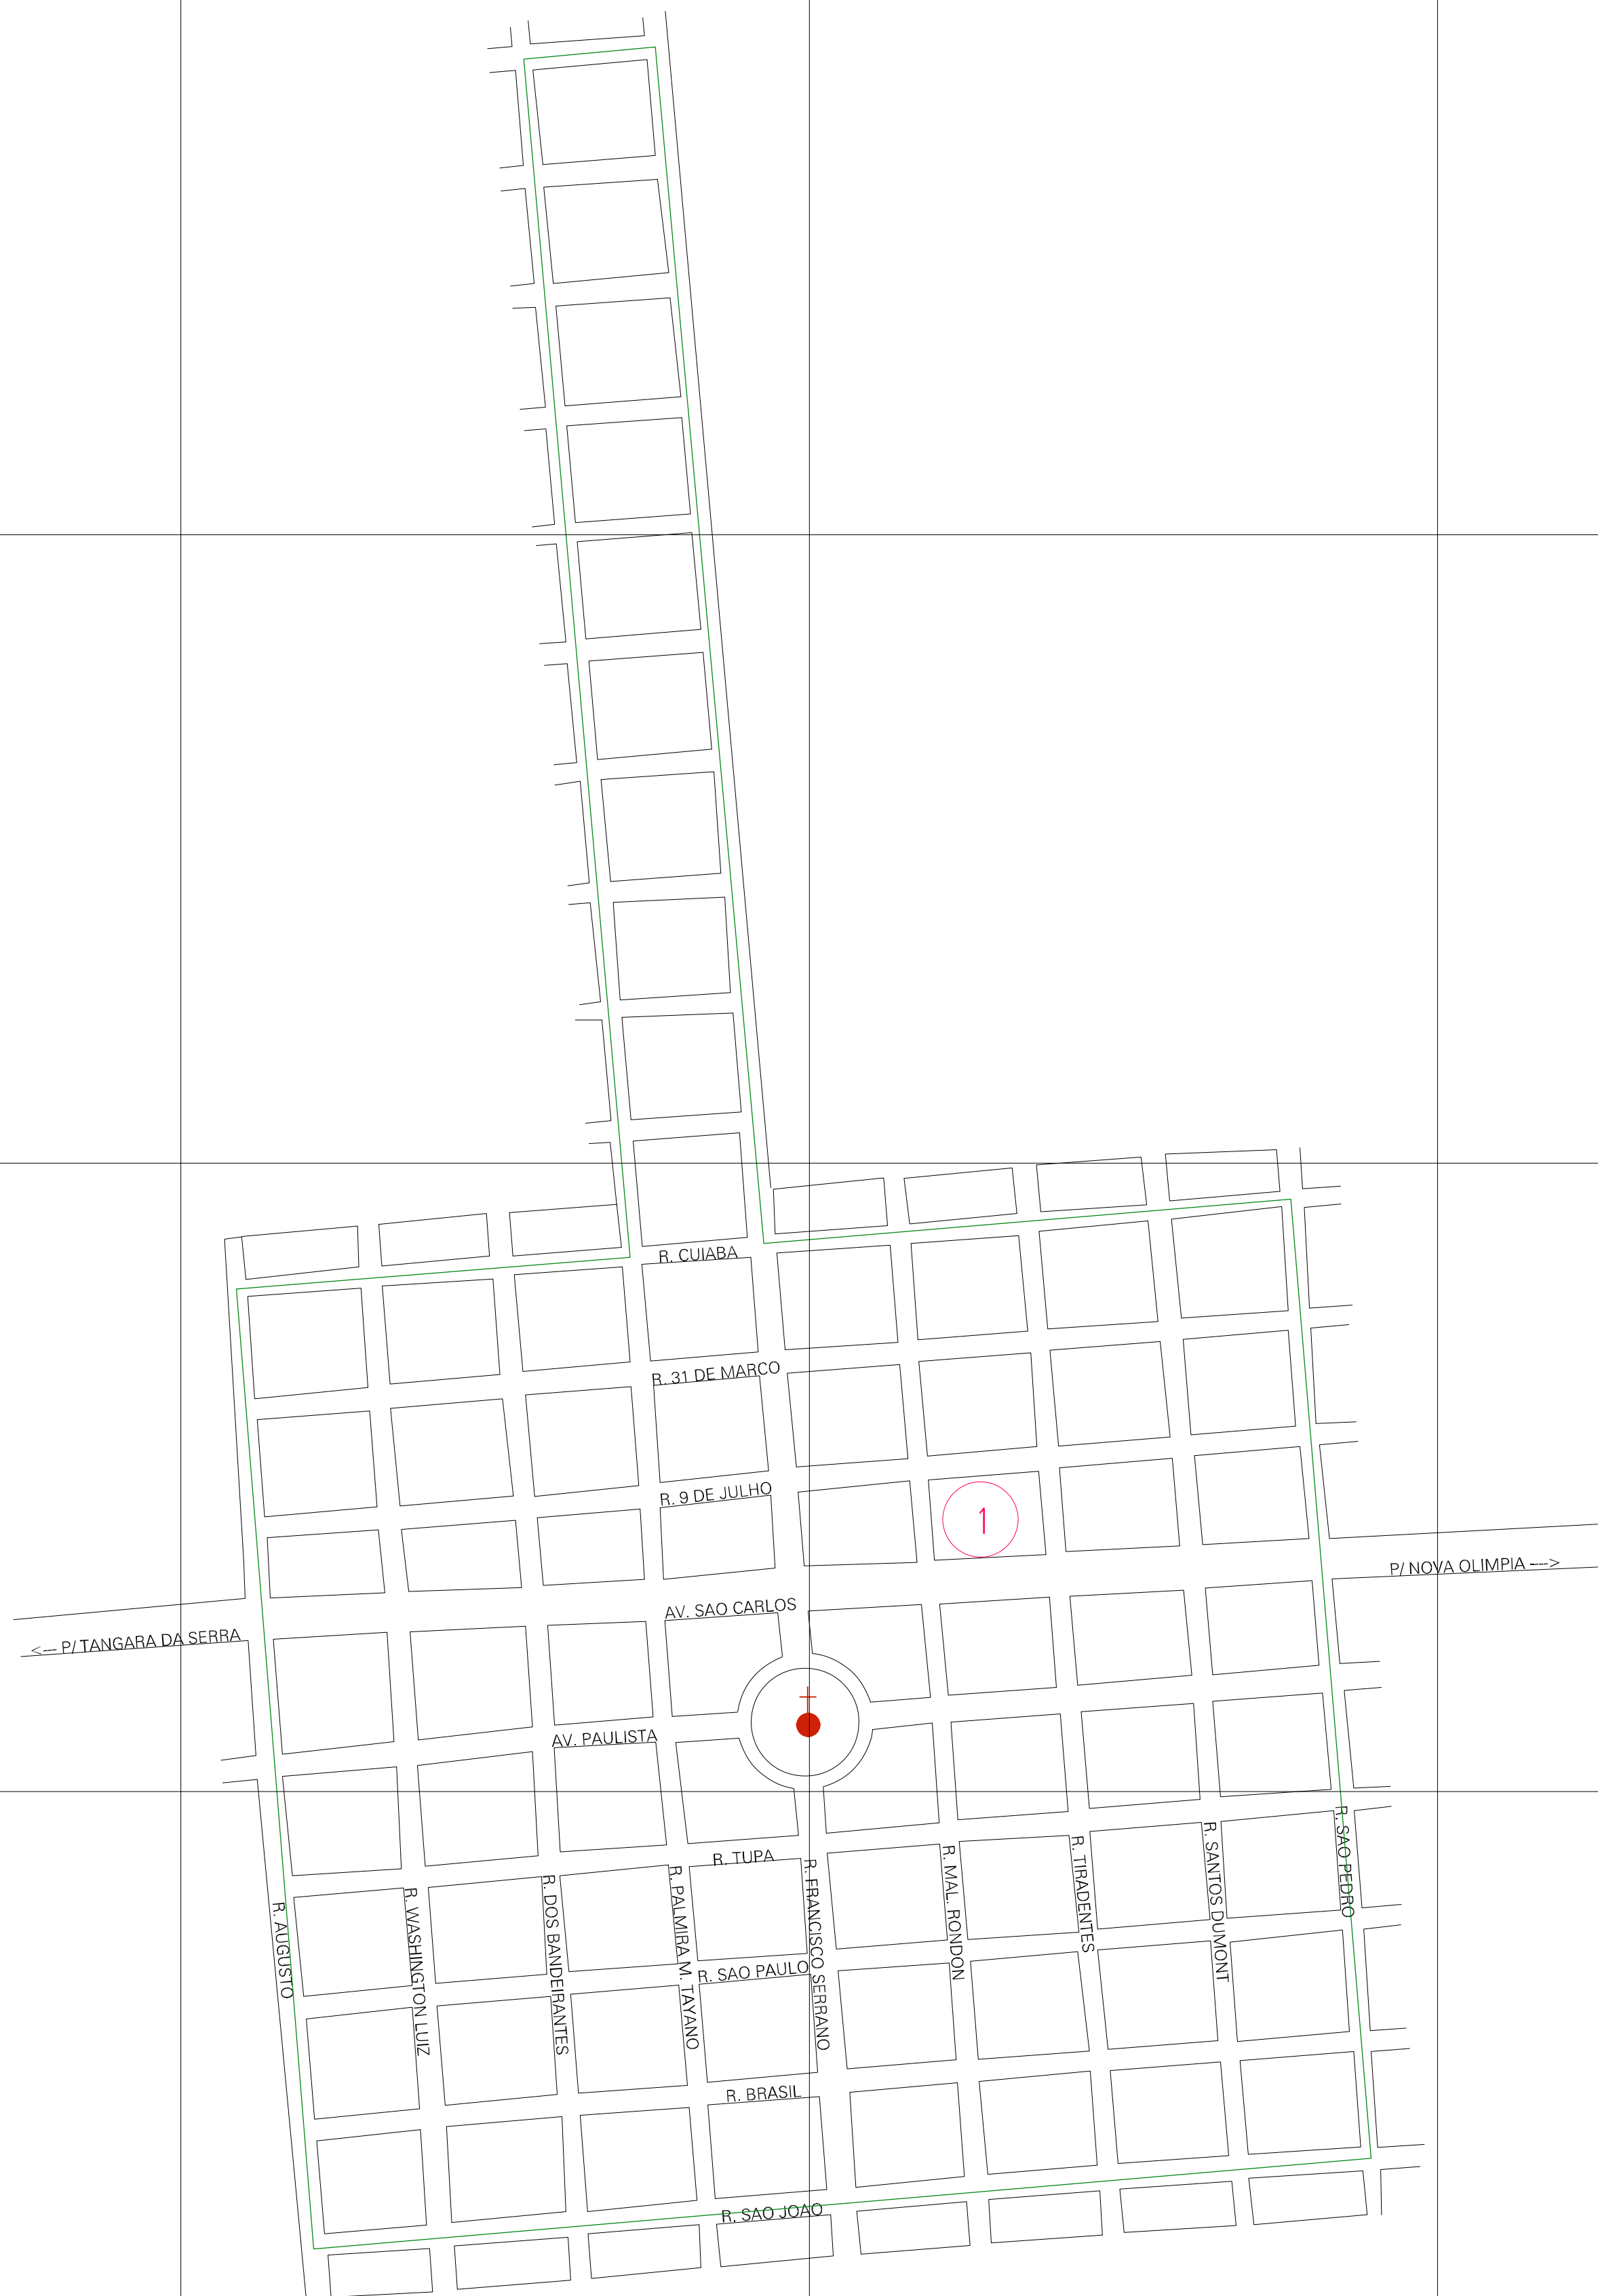 R. CUIABA
R. 31 DE MARCO
R. 9 DE JULHO
1
P/ NOVA OLIMPIA --->
AV. SAO CARLOS
<--- P/ TANGARA DA SERRA
AV. PAULISTA
R. TUPA
R. AUGUSTO
R. WASHINGTON LUIZ
R. DOS BANDEIRANTES
R. PALMIRA M. TAYANO
R. FRANCISCO SERRANO
R. MAL. RONDON
R. TIRADENTES
R. SANTOS DUMONT
R. SAO PEDRO
R. SAO PAULO
R. BRASIL
R. SAO JOAO